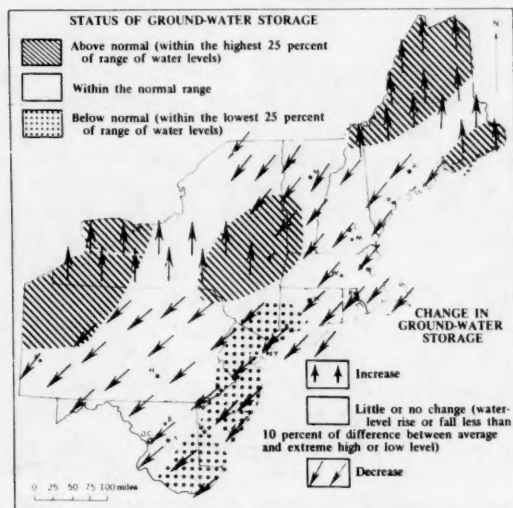 STATUS OF GROUND-WATER STORAGE
Above normal (within the highest 25 percent
of range of water levels)
Within the normal range
Below normal (within the lowest 25 percent
of range of water levels)
N
CHANGE IN
GROUND-WATER
STORAGE
Increase
Little or no change (water-
level rise or fall less than
10 percent of difference between average
and extreme high or low level)
Decrease
NY
DC
0 25 50 75 100 miles